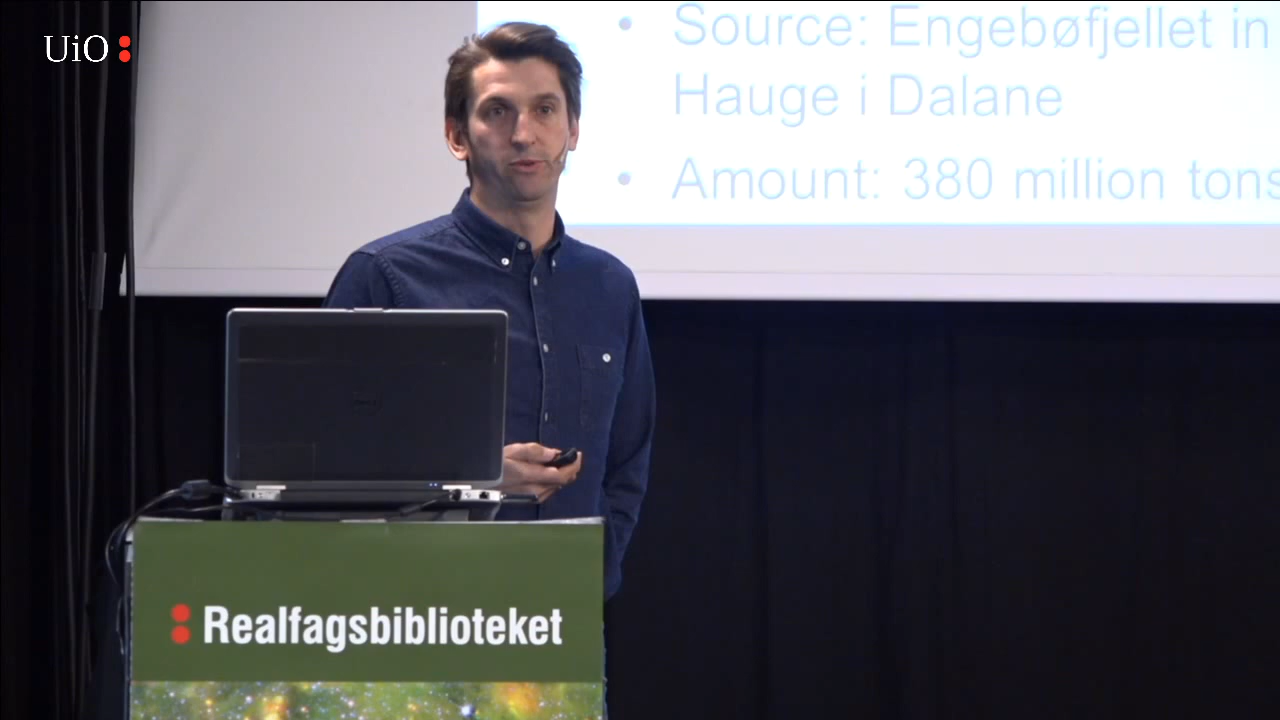 UiO
• Source: Engebøfjellet in
Hauge i Dalane
• Amount: 380 million tons
Realfagsbiblioteket